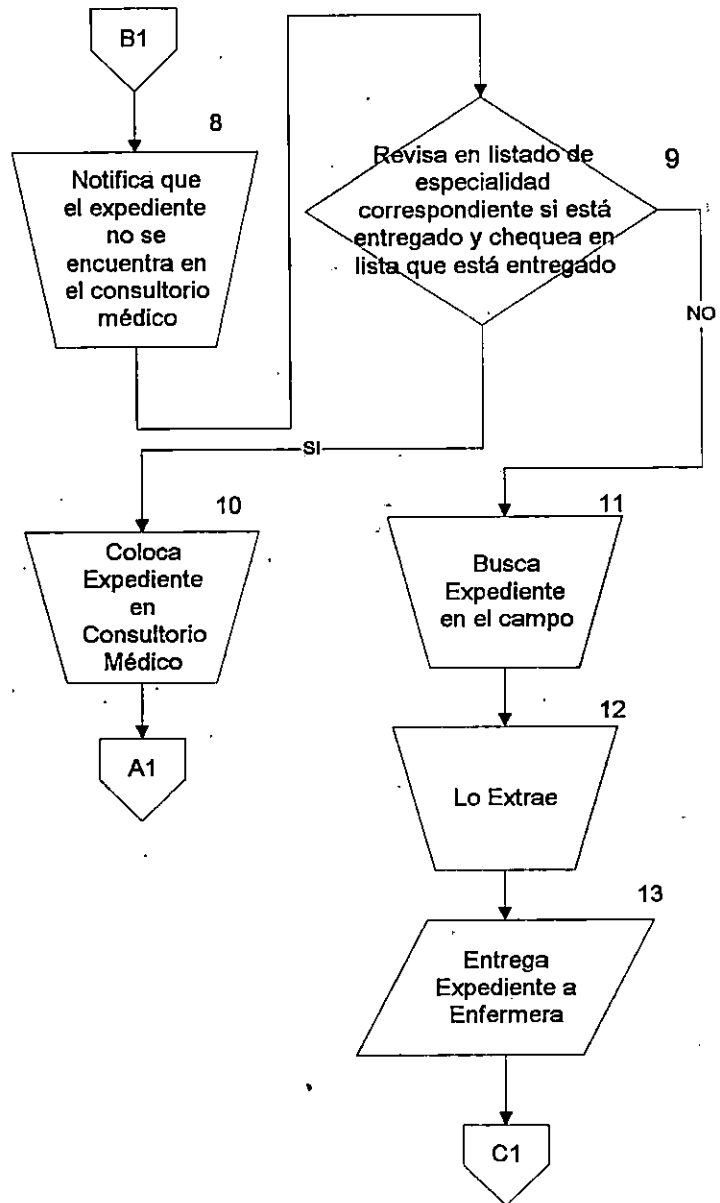 B1
8
Notifica que
el expediente
no se
encuentra en
el consultorio
médico
9
Revisa en listado de
especialidad
correspondiente si está
entregado y chequea en
lista que está entregado
NO
SI
10
Coloca
Expediente
en
Consultorio
Médico
A1
11
Busca
Expediente
en el campo
12
Lo Extrae
13
Entrega
Expediente a
Enfermera
C1